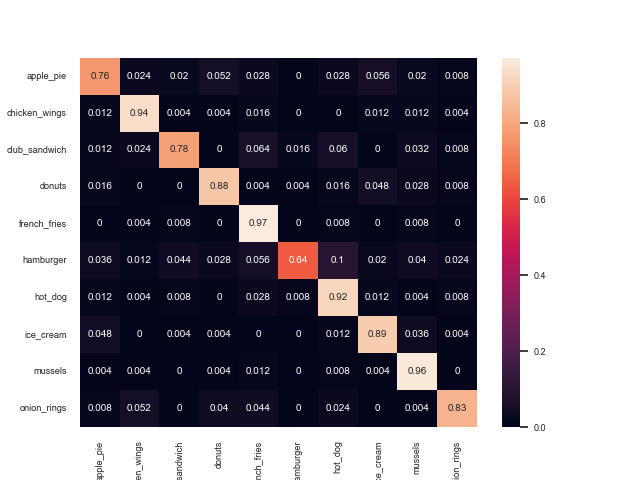 apple_pie 0.76 0.024 0.02 0.052 0.028 0 0.028 0.056 0.02 0.008
chicken_wings 0.012 0.94 0.004 0.004 0.016 0 0 0.012 0.012 0.004
club_sandwich 0.012 0.024 0.78 0 0.064 0.016 0.06 0 0.032 0.008
donuts 0.016 0 0 0.88 0.004 0.004 0.016 0.048 0.028 0.008
french_fries 0 0.004 0.008 0 0.97 0 0.008 0 0.008 0
hamburger 0.036 0.012 0.044 0.028 0.056 0.64 0.1 0.02 0.04 0.024
hot_dog 0.012 0.004 0.008 0 0.028 0.008 0.92 0.012 0.004 0.008
ice_cream 0.048 0 0.004 0.004 0 0 0.012 0.89 0.036 0.004
mussels 0.004 0.004 0 0.004 0.012 0 0.008 0.004 0.96 0
onion_rings 0.008 0.052 0 0.04 0.044 0 0.024 0 0.004 0.83
apple_pie en_wings sandwich donuts nch_fries amburger hot_dog ce_cream mussels ion_rings
0.8
0.6
0.4
0.2
0.0